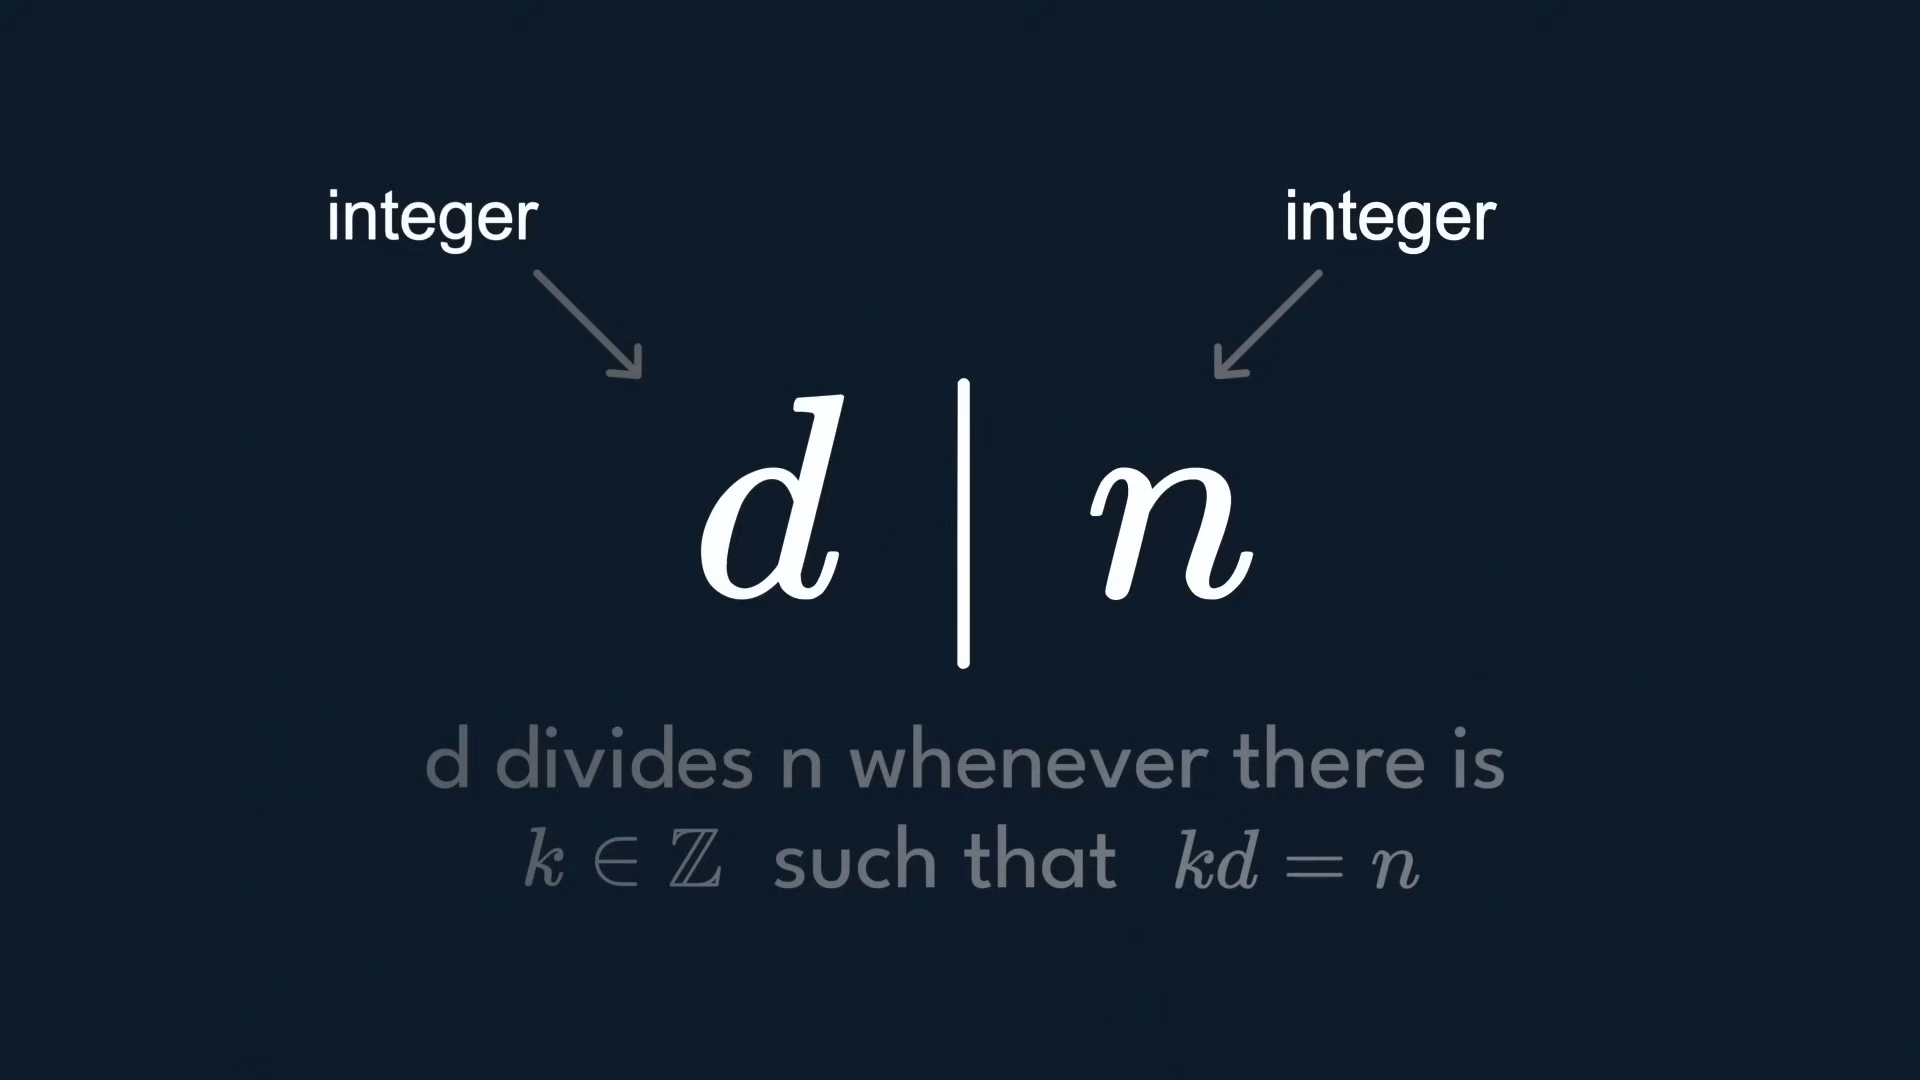 integer integer
d | n
d divides n whenever there is
k ∈ ℤ such that kd = n